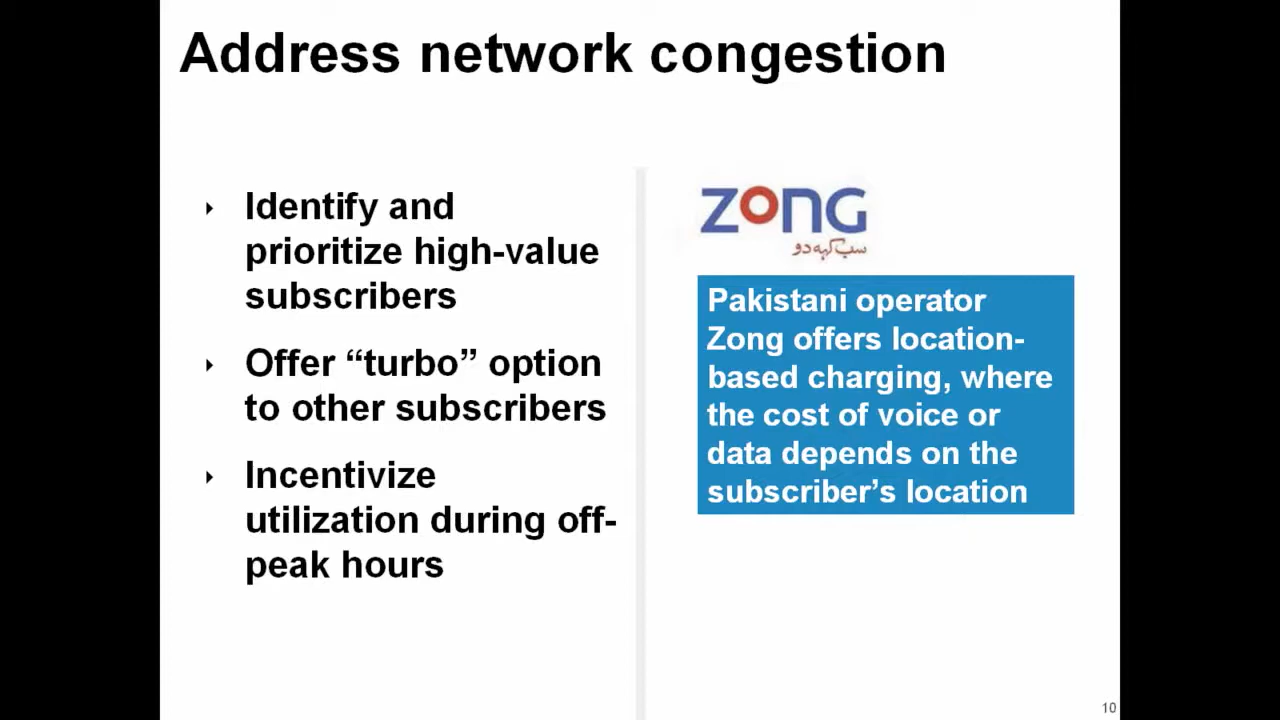 Address network congestion
‣ Identify and
prioritize high-value
subscribers
‣ Offer “turbo” option
to other subscribers
‣ Incentivize
utilization during off-
peak hours
ZONG
سب کہہ دو
Pakistani operator
Zong offers location-
based charging, where
the cost of voice or
data depends on the
subscriber’s location
10